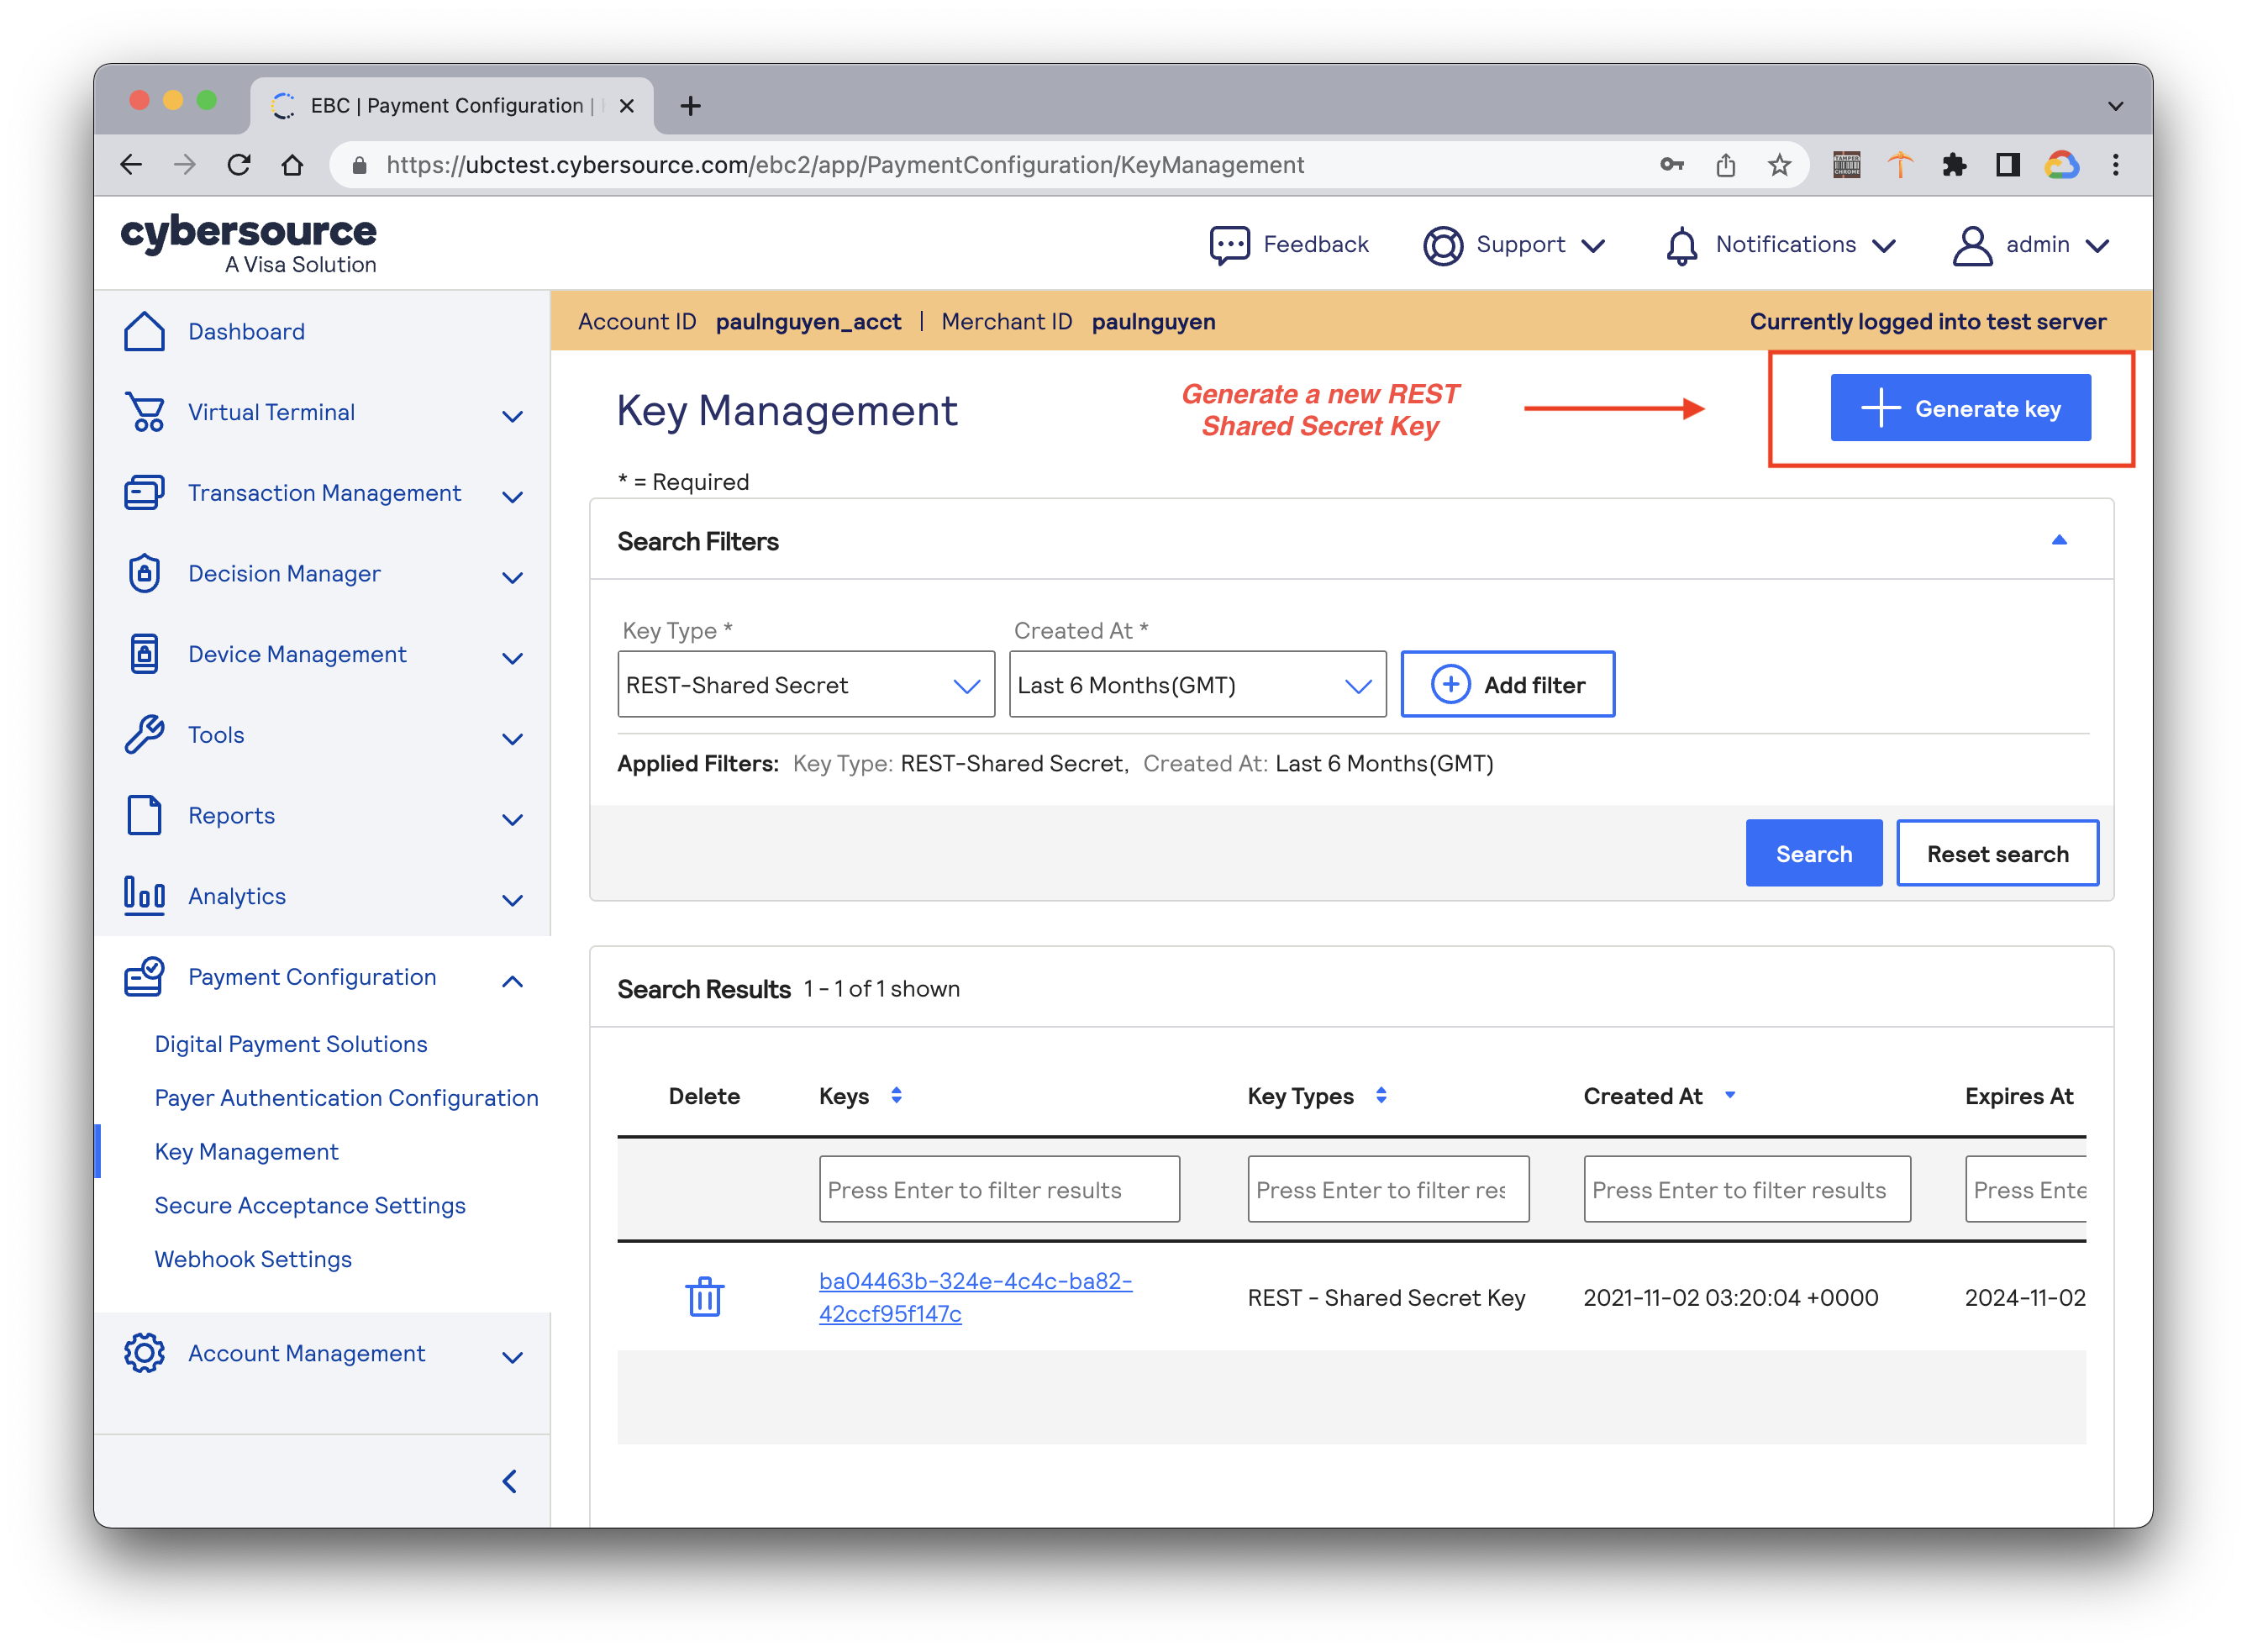 EBC | Payment Configuration |
https://ubctest.cybersource.com/ebc2/app/PaymentConfiguration/KeyManagement
TAMPER
CHROME
cybersource
A Visa Solution
Feedback
Support
Notifications
admin
Account ID paulnguyen_acct | Merchant ID paulnguyen
Currently logged into test server
Dashboard
Virtual Terminal
Transaction Management
Decision Manager
Device Management
Tools
Reports
Analytics
Payment Configuration
Digital Payment Solutions
Payer Authentication Configuration
Key Management
Secure Acceptance Settings
Webhook Settings
Account Management
Key Management
Generate a new REST
Shared Secret Key
Generate key
* = Required
Search Filters
Key Type * Created At *
REST-Shared Secret Last 6 Months(GMT) Add filter
Applied Filters: Key Type: REST-Shared Secret, Created At: Last 6 Months(GMT)
Search Reset search
Search Results 1 - 1 of 1 shown
Delete Keys Key Types Created At Expires At
Press Enter to filter results Press Enter to filter res Press Enter to filter results Press Ente
ba04463b-324e-4c4c-ba82-
42ccf95f147c
REST - Shared Secret Key 2021-11-02 03:20:04 +0000 2024-11-02